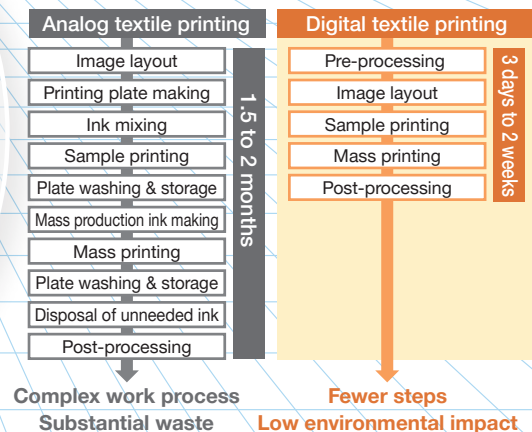 Analog textile printing
Image layout
Printing plate making
Ink mixing
Sample printing
Plate washing & storage
Mass production ink making
Mass printing
Plate washing & storage
Disposal of unneeded ink
Post-processing
1.5 to 2 months
Complex work process
Substantial waste
Digital textile printing
Pre-processing
Image layout
Sample printing
Mass printing
Post-processing
3 days to 2 weeks
Fewer steps
Low environmental impact